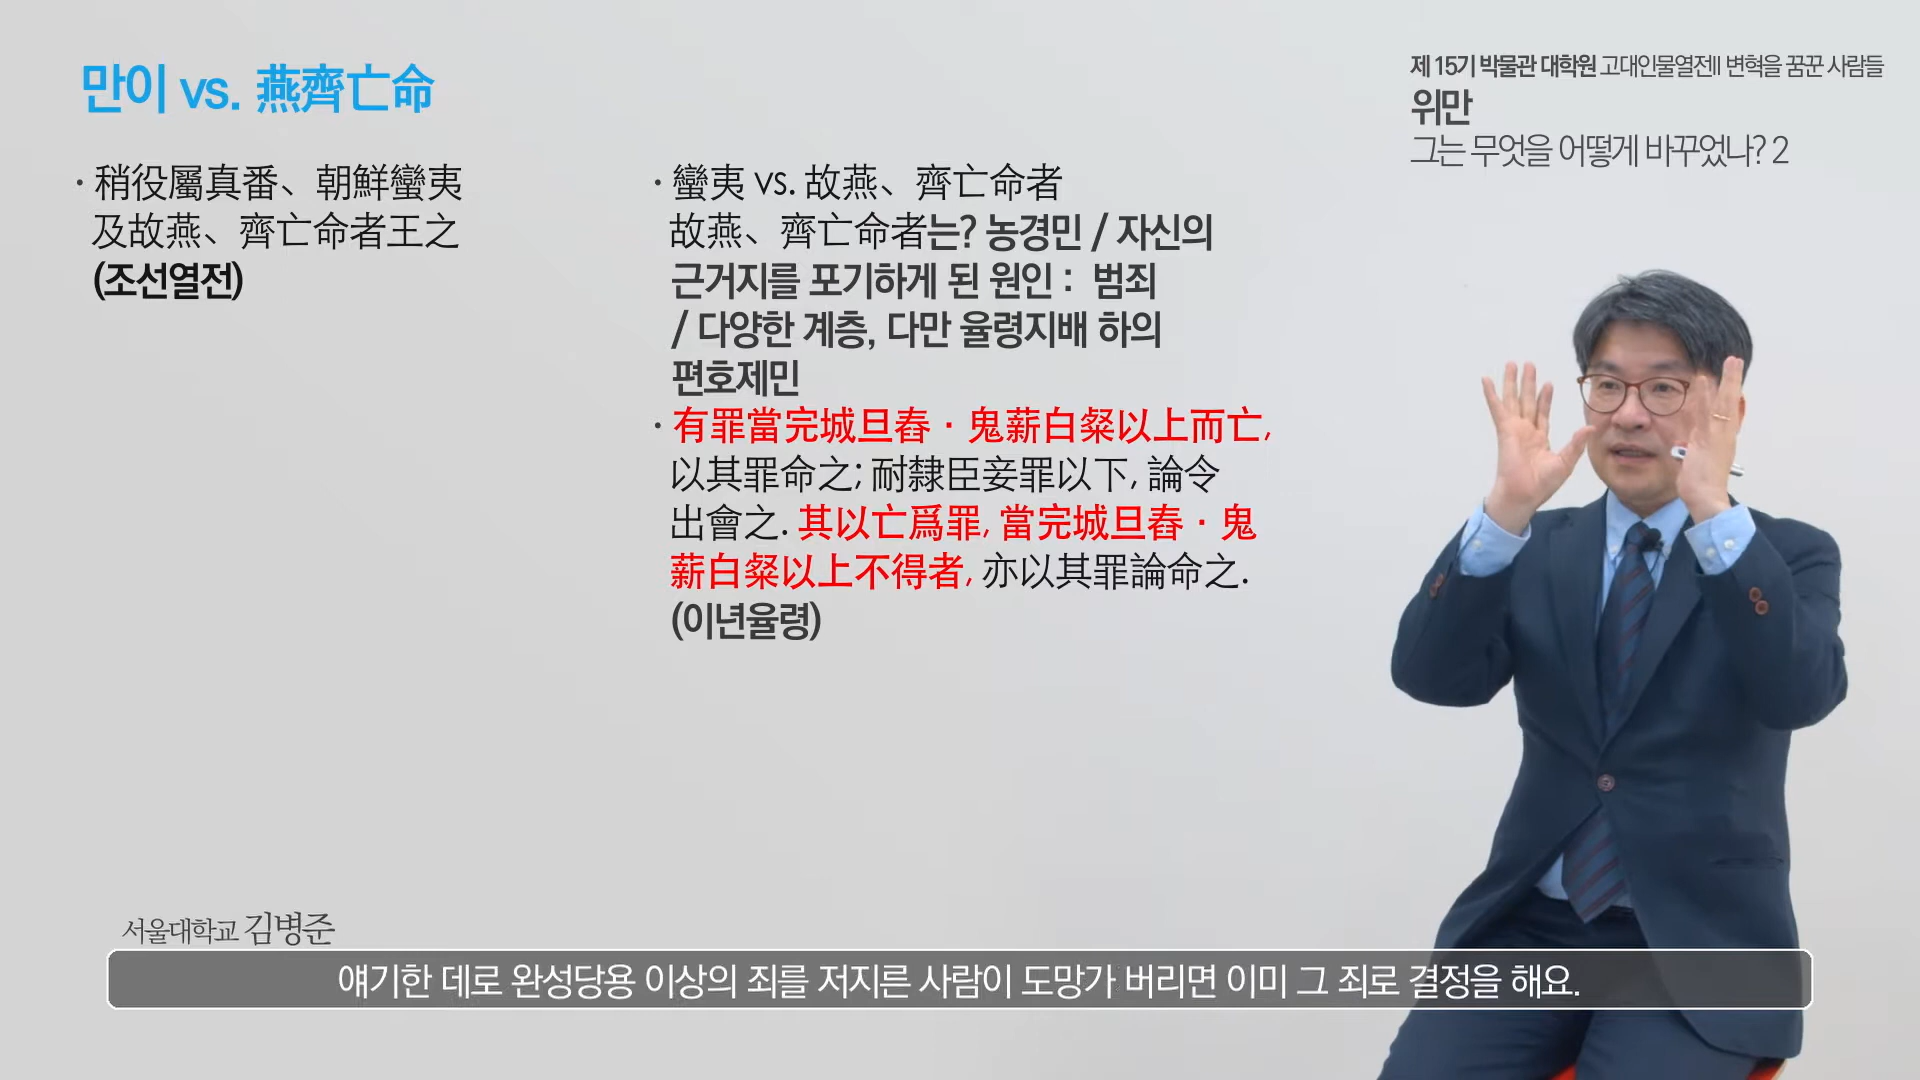 만이 vs. 燕齊亡命
제 15기 박물관 대학원 고대인물열전II 변혁을 꿈꾼 사람들
위만
그는 무엇을 어떻게 바꾸었나? 2
· 稍役屬真番、朝鮮蠻夷
及故燕、齊亡命者王之
(조선열전)
· 蠻夷 vs. 故燕、齊亡命者
故燕、齊亡命者는? 농경민 / 자신의
근거지를 포기하게 된 원인 : 범죄
/ 다양한 계층, 다만 율령지배 하의
편호제민
· 有罪當完城旦舂 · 鬼薪白粲以上而亡,
以其罪命之; 耐隸臣妾罪以下, 論令
出會之. 其以亡爲罪, 當完城旦舂 · 鬼
薪白粲以上不得者, 亦以其罪論命之.
(이년율령)
서울대학교 김병준
얘기한 데로 완성당용 이상의 죄를 저지른 사람이 도망가 버리면 이미 그 죄로 결정을 해요.